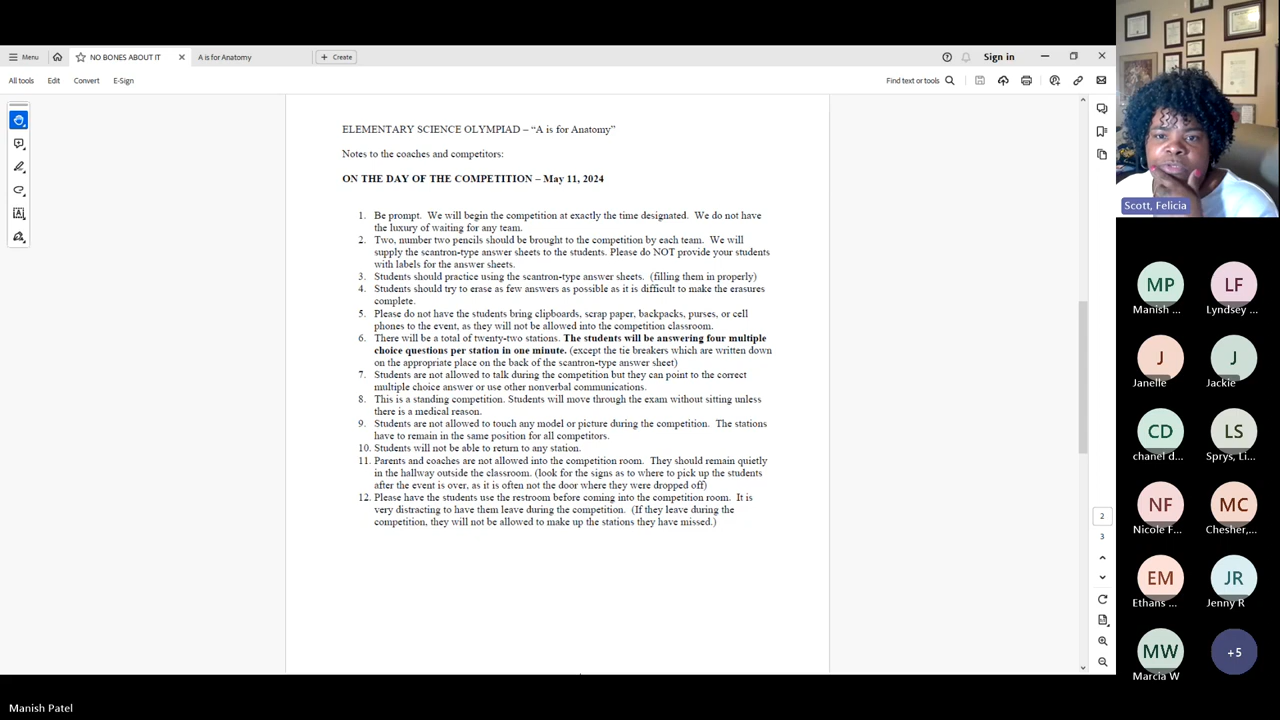 Menu
NO BONES ABOUT IT
A is for Anatomy
Create
Sign in
All tools
Edit
Convert
E-Sign
Find text or tools
ELEMENTARY SCIENCE OLYMPIAD – “A is for Anatomy”
Notes to the coaches and competitors:
ON THE DAY OF THE COMPETITION – May 11, 2024
1. Be prompt. We will begin the competition at exactly the time designated. We do not have
the luxury of waiting for any team.
2. Two, number two pencils should be brought to the competition by each team. We will
supply the scantron-type answer sheets to the students. Please do NOT provide your students
with labels for the answer sheets.
3. Students should practice using the scantron-type answer sheets. (filling them in properly)
4. Students should try to erase as few answers as possible as it is difficult to make the erasures
complete.
5. Please do not have the students bring clipboards, scrap paper, backpacks, purses, or cell
phones to the event, as they will not be allowed into the competition classroom.
6. There will be a total of twenty-two stations. The students will be answering four multiple
choice questions per station in one minute. (except the tie breakers which are written down
on the appropriate place on the back of the scantron-type answer sheet)
7. Students are not allowed to talk during the competition but they can point to the correct
multiple choice answer or use other nonverbal communications.
8. This is a standing competition. Students will move through the exam without sitting unless
there is a medical reason.
9. Students are not allowed to touch any model or picture during the competition. The stations
have to remain in the same position for all competitors.
10. Students will not be able to return to any station.
11. Parents and coaches are not allowed into the competition room. They should remain quietly
in the hallway outside the classroom. (look for the signs as to where to pick up the students
after the event is over, as it is often not the door where they were dropped off)
12. Please have the students use the restroom before coming into the competition room. It is
very distracting to have them leave during the competition. (If they leave during the
competition, they will not be allowed to make up the stations they have missed.)
2
3
Scott, Felicia
MP
Manish ...
LF
Lyndsey ...
J
Janelle
J
Jackie
CD
chanel d...
LS
Sprys, Li...
NF
Nicole F...
MC
Chesher,...
EM
Ethans ...
JR
Jenny R
MW
Marcia W
+5
Manish Patel